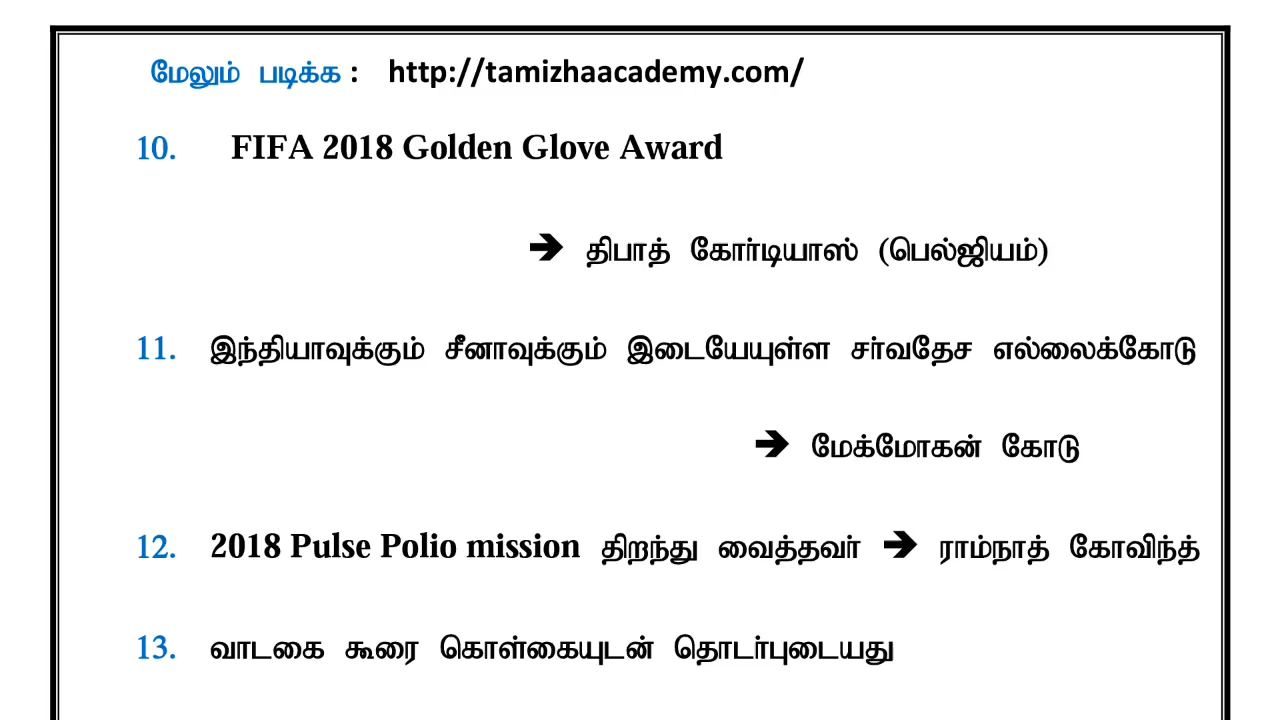 மேலும் படிக்க : http://tamizhaacademy.com/
10. FIFA 2018 Golden Glove Award
➔ திபாத் கோர்டியாஸ் (பெல்ஜியம்)
11. இந்தியாவுக்கும் சீனாவுக்கும் இடையேயுள்ள சர்வதேச எல்லைக்கோடு
➔ மேக்மோகன் கோடு
12. 2018 Pulse Polio mission திறந்து வைத்தவர் ➔ ராம்நாத் கோவிந்த்
13. வாடகை கூரை கொள்கையுடன் தொடர்புடையது